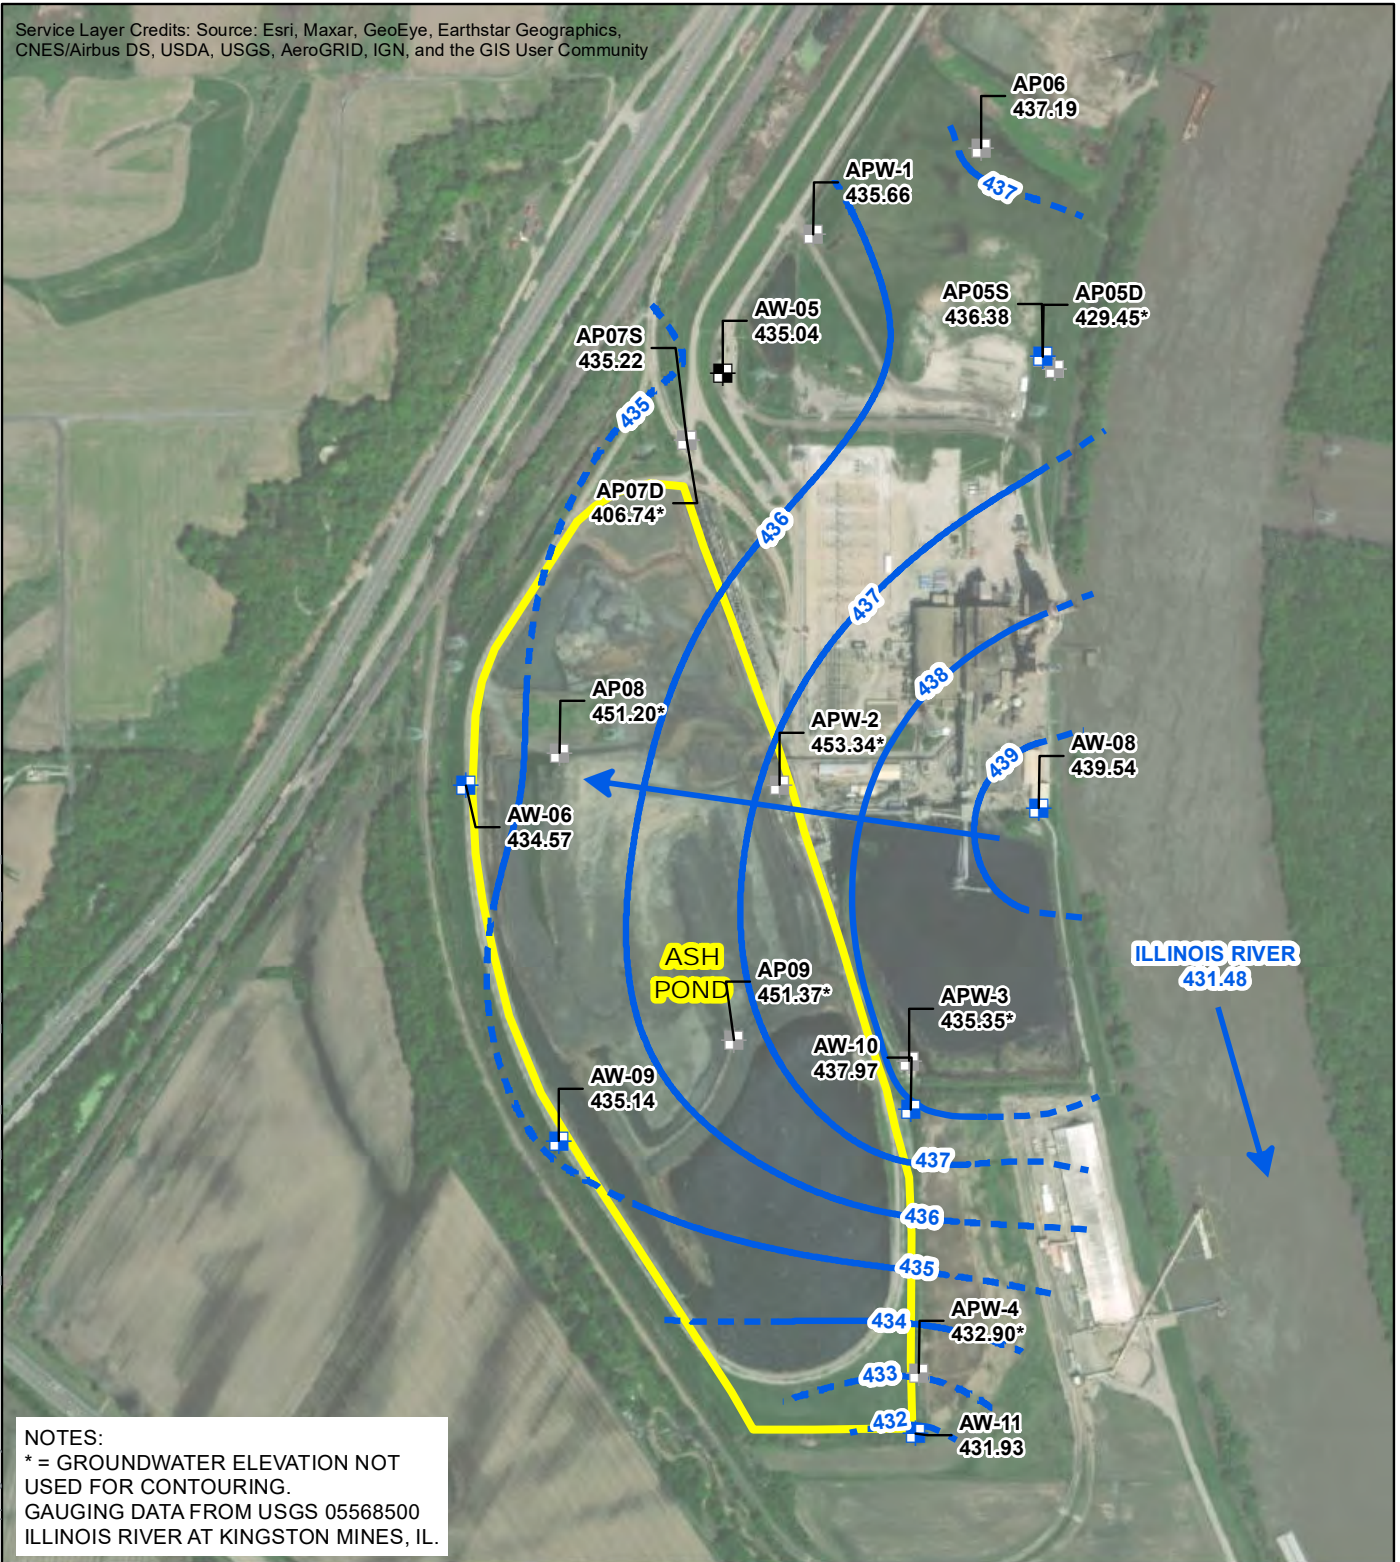 Service Layer Credits: Source: Esri, Maxar, GeoEye, Earthstar Geographics,
CNES/Airbus DS, USDA, USGS, AeroGRID, IGN, and the GIS User Community
AP06
437.19
437
APW-1
435.66
AP05S
436.38
AP05D
429.45*
AW-05
435.04
AP07S
435.22
435
AP07D
406.74*
436
437
438
AP08
451.20*
APW-2
453.34*
439
AW-08
439.54
AW-06
434.57
ASH
POND
AP09
451.37*
ILLINOIS RIVER
431.48
APW-3
435.35*
AW-10
437.97
AW-09
435.14
437
436
435
434
APW-4
432.90*
433
432
AW-11
431.93
NOTES:
* = GROUNDWATER ELEVATION NOT
USED FOR CONTOURING.
GAUGING DATA FROM USGS 05568500
ILLINOIS RIVER AT KINGSTON MINES, IL.